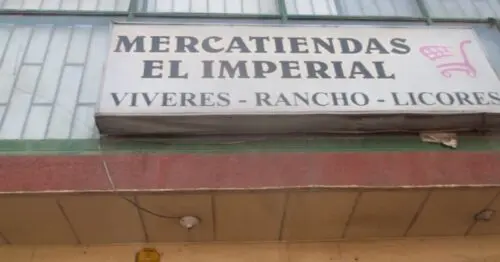 MERCATIENDAS
EL IMPERIAL
VIVERES - RANCHO - LICORES